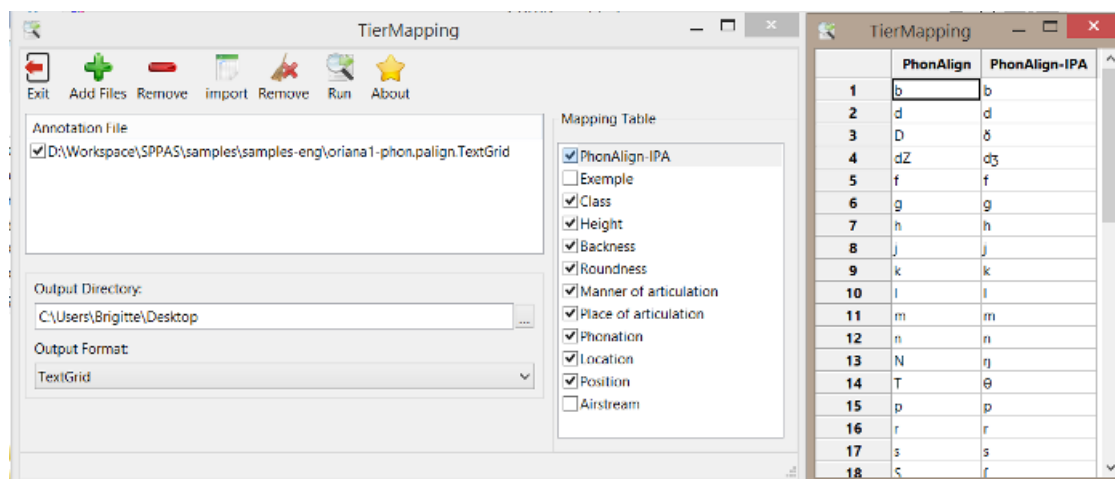 TierMapping
Exit Add Files Remove import Remove Run About
Annotation File
D:\Workspace\SPPAS\samples\samples-eng\oriana1-phon.palign.TextGrid
Output Directory:
C:\Users\Brigitte\Desktop
...
Output Format:
TextGrid
Mapping Table
PhonAlign-IPA
Exemple
Class
Height
Backness
Roundness
Manner of articulation
Place of articulation
Phonation
Location
Position
Airstream
TierMapping
PhonAlign PhonAlign-IPA
1 b b
2 d d
3 D ð
4 dZ dʒ
5 f f
6 g g
7 h h
8 j j
9 k k
10 l l
11 m m
12 n n
13 N ŋ
14 T θ
15 p p
16 r r
17 s s
18 S ʃ